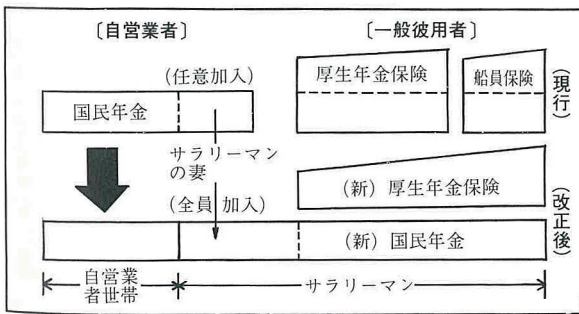 〔自営業者〕
〔一般彼用者〕
(任意加入)
国民年金
厚生年金保険
船員保険
(現行)
サラリーマン
の妻
(全員加入)
(新)厚生年金保険
(新)国民年金
(改正後)
自営業
者世帯
サラリーマン